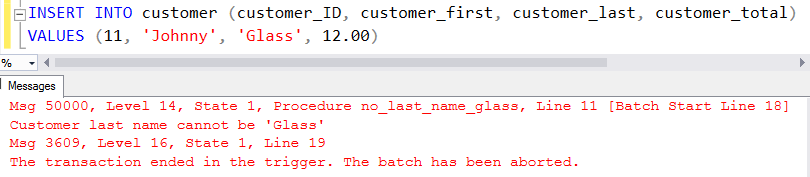 INSERT INTO customer (customer_ID, customer_first, customer_last, customer_total)
VALUES (11, 'Johnny', 'Glass', 12.00)
%
Messages
Msg 50000, Level 14, State 1, Procedure no_last_name_glass, Line 11 [Batch Start Line 18]
Customer last name cannot be 'Glass'
Msg 3609, Level 16, State 1, Line 19
The transaction ended in the trigger. The batch has been aborted.